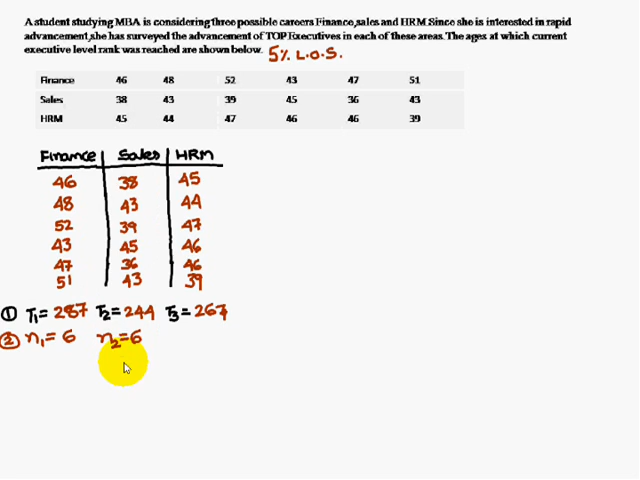 A student studying MBA is considering three possible careers Finance,sales and HRM.Since she is interested in rapid
advancement,she has surveyed the advancement of TOP Executives in each of these areas.The ages at which current
executive level rank was reached are shown below. 5% L.O.S.
Finance 46 48 52 43 47 51
Sales 38 43 39 45 36 43
HRM 45 44 47 46 46 39
Finance Sales HRM
46 38 45
48 43 44
52 39 47
43 45 46
47 36 46
51 43 39
① T₁= 287 T₂= 244 T₃= 267
② n₁= 6 n₂=6